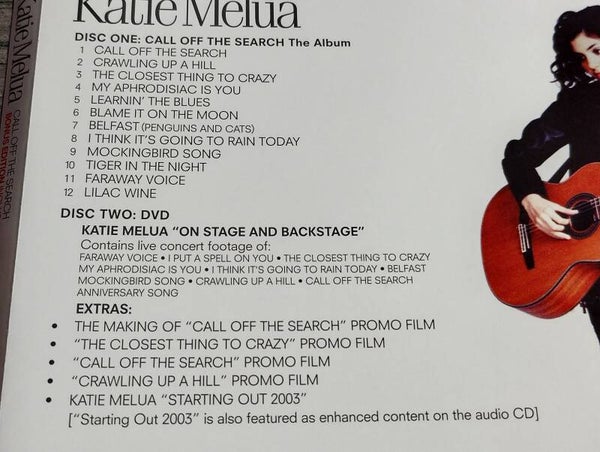 Katie Melua
DISC ONE: CALL OFF THE SEARCH The Album
1 CALL OFF THE SEARCH
2 CRAWLING UP A HILL
3 THE CLOSEST THING TO CRAZY
4 MY APHRODISIAC IS YOU
5 LEARNIN' THE BLUES
6 BLAME IT ON THE MOON
7 BELFAST (PENGUINS AND CATS)
8 I THINK IT'S GOING TO RAIN TODAY
9 MOCKINGBIRD SONG
10 TIGER IN THE NIGHT
11 FARAWAY VOICE
12 LILAC WINE
DISC TWO: DVD
KATIE MELUA "ON STAGE AND BACKSTAGE"
Contains live concert footage of:
FARAWAY VOICE • I PUT A SPELL ON YOU • THE CLOSEST THING TO CRAZY
MY APHRODISIAC IS YOU • I THINK IT'S GOING TO RAIN TODAY • BELFAST
MOCKINGBIRD SONG • CRAWLING UP A HILL • CALL OFF THE SEARCH
ANNIVERSARY SONG
EXTRAS:
• THE MAKING OF "CALL OFF THE SEARCH" PROMO FILM
• "THE CLOSEST THING TO CRAZY" PROMO FILM
• "CALL OFF THE SEARCH" PROMO FILM
• "CRAWLING UP A HILL" PROMO FILM
• KATIE MELUA "STARTING OUT 2003"
["Starting Out 2003" is also featured as enhanced content on the audio CD]
Katie Melua
CALL OFF THE SEARCH
BONUS EDITION